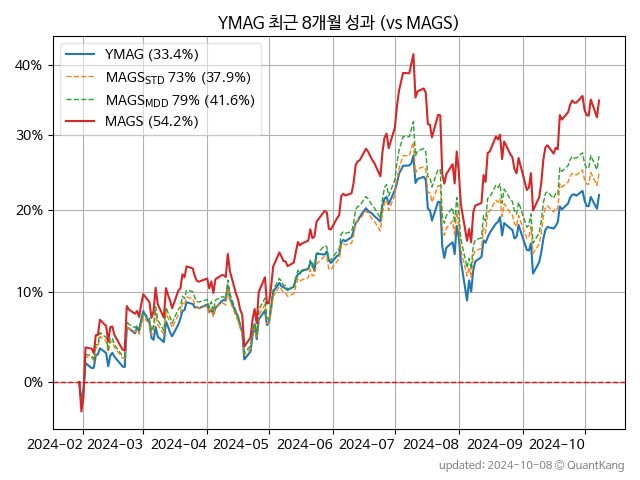 YMAG 최근 8개월 성과 (vs MAGS)
YMAG (33.4%)
MAGS_STD 73% (37.9%)
MAGS_MDD 79% (41.6%)
MAGS (54.2%)
40%
30%
20%
10%
0%
2024-02 2024-03 2024-04 2024-05 2024-06 2024-07 2024-08 2024-09 2024-10
updated: 2024-10-08 © QuantKang